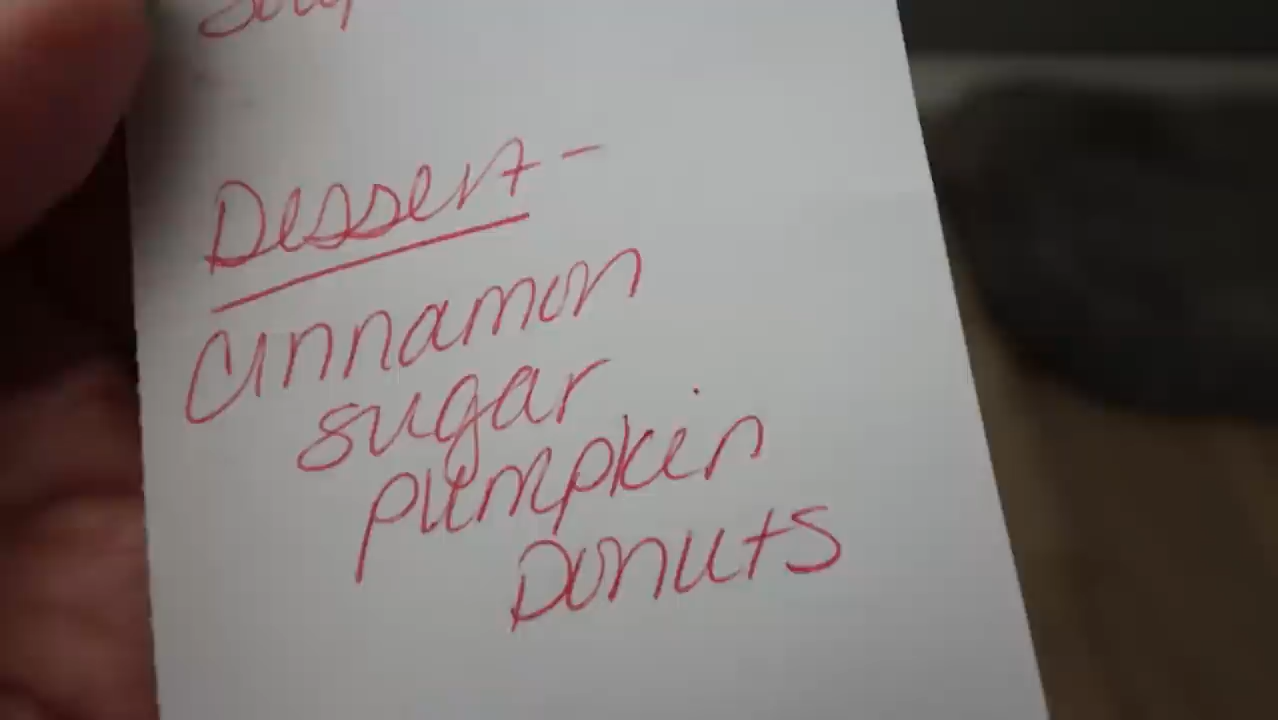 Dessert -
Cinnamon
sugar
pumpkin
Donuts